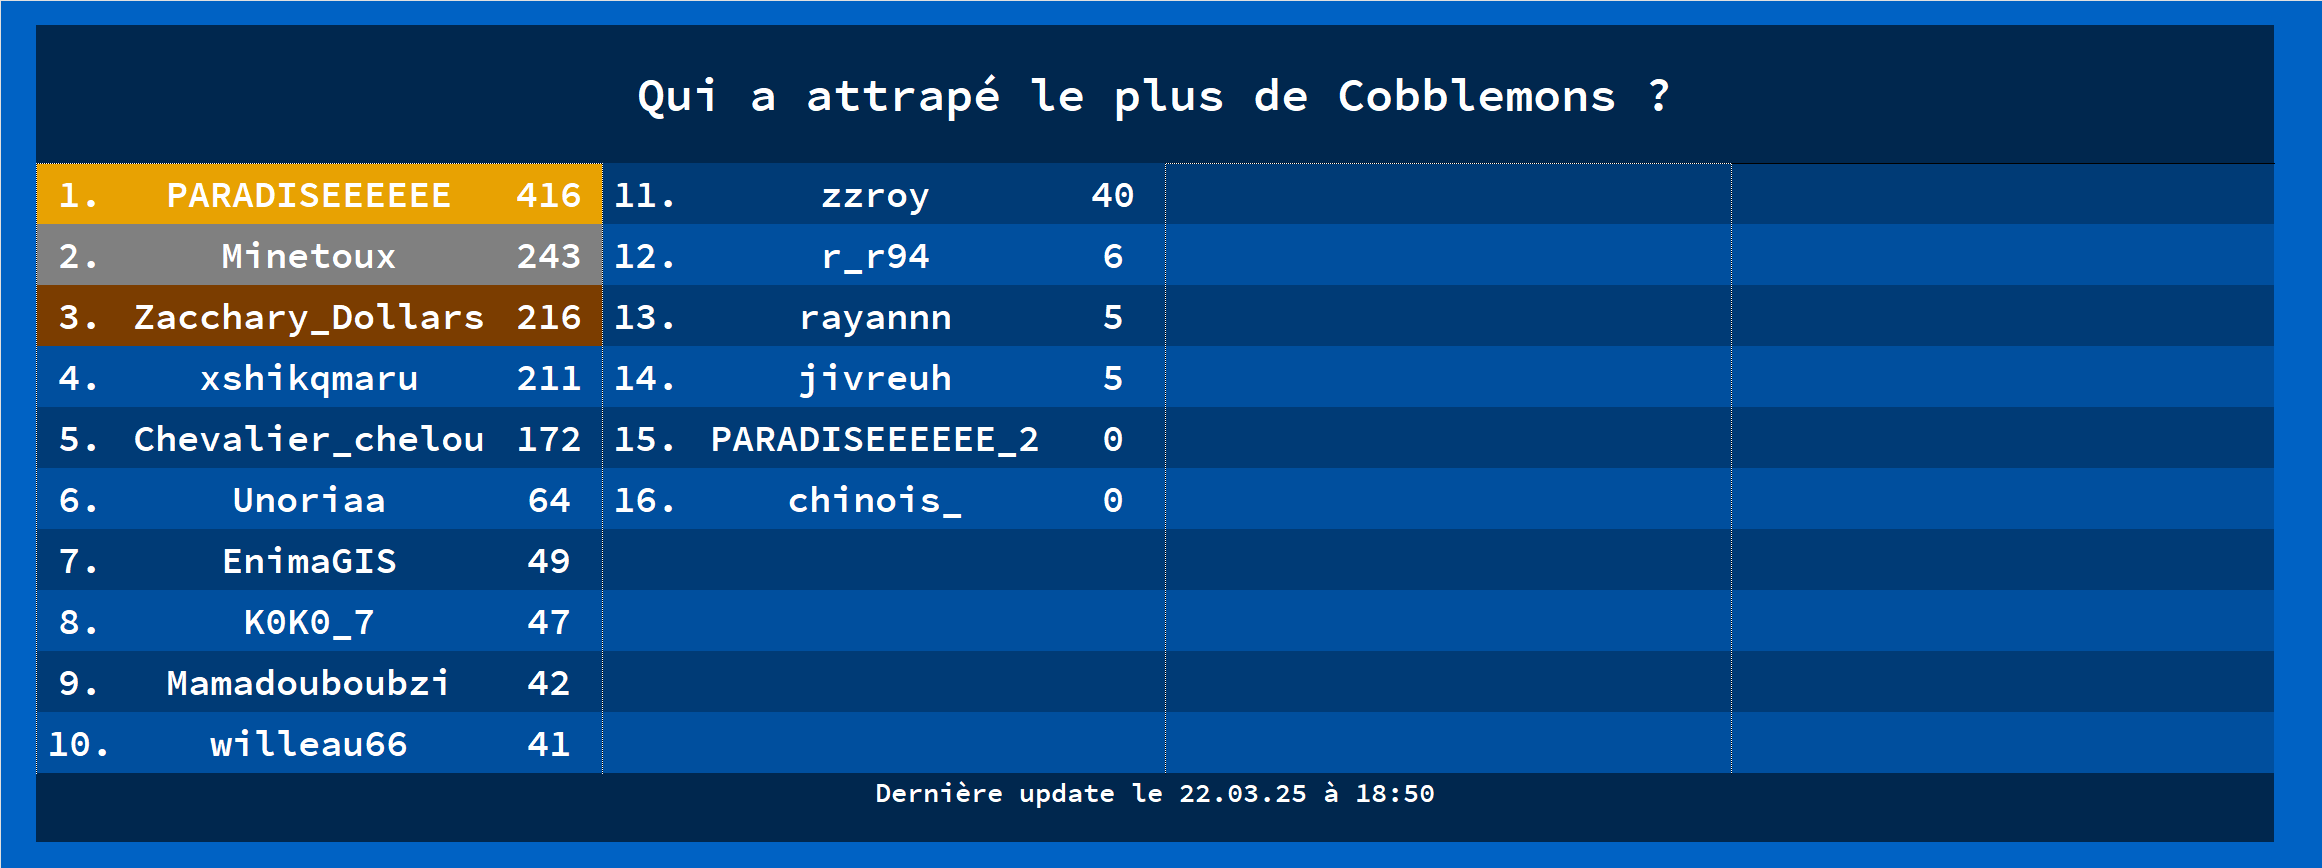 Qui a attrapé le plus de Cobblemons ?
1. PARADISEEEEEE 416
2. Minetoux 243
3. Zacchary_Dollars 216
4. xshikqmaru 211
5. Chevalier_chelou 172
6. Unoriaa 64
7. EnimaGIS 49
8. K0K0_7 47
9. Mamadouboubzi 42
10. willeau66 41
11. zzroy 40
12. r_r94 6
13. rayannn 5
14. jivreuh 5
15. PARADISEEEEEE_2 0
16. chinois_ 0
Dernière update le 22.03.25 à 18:50